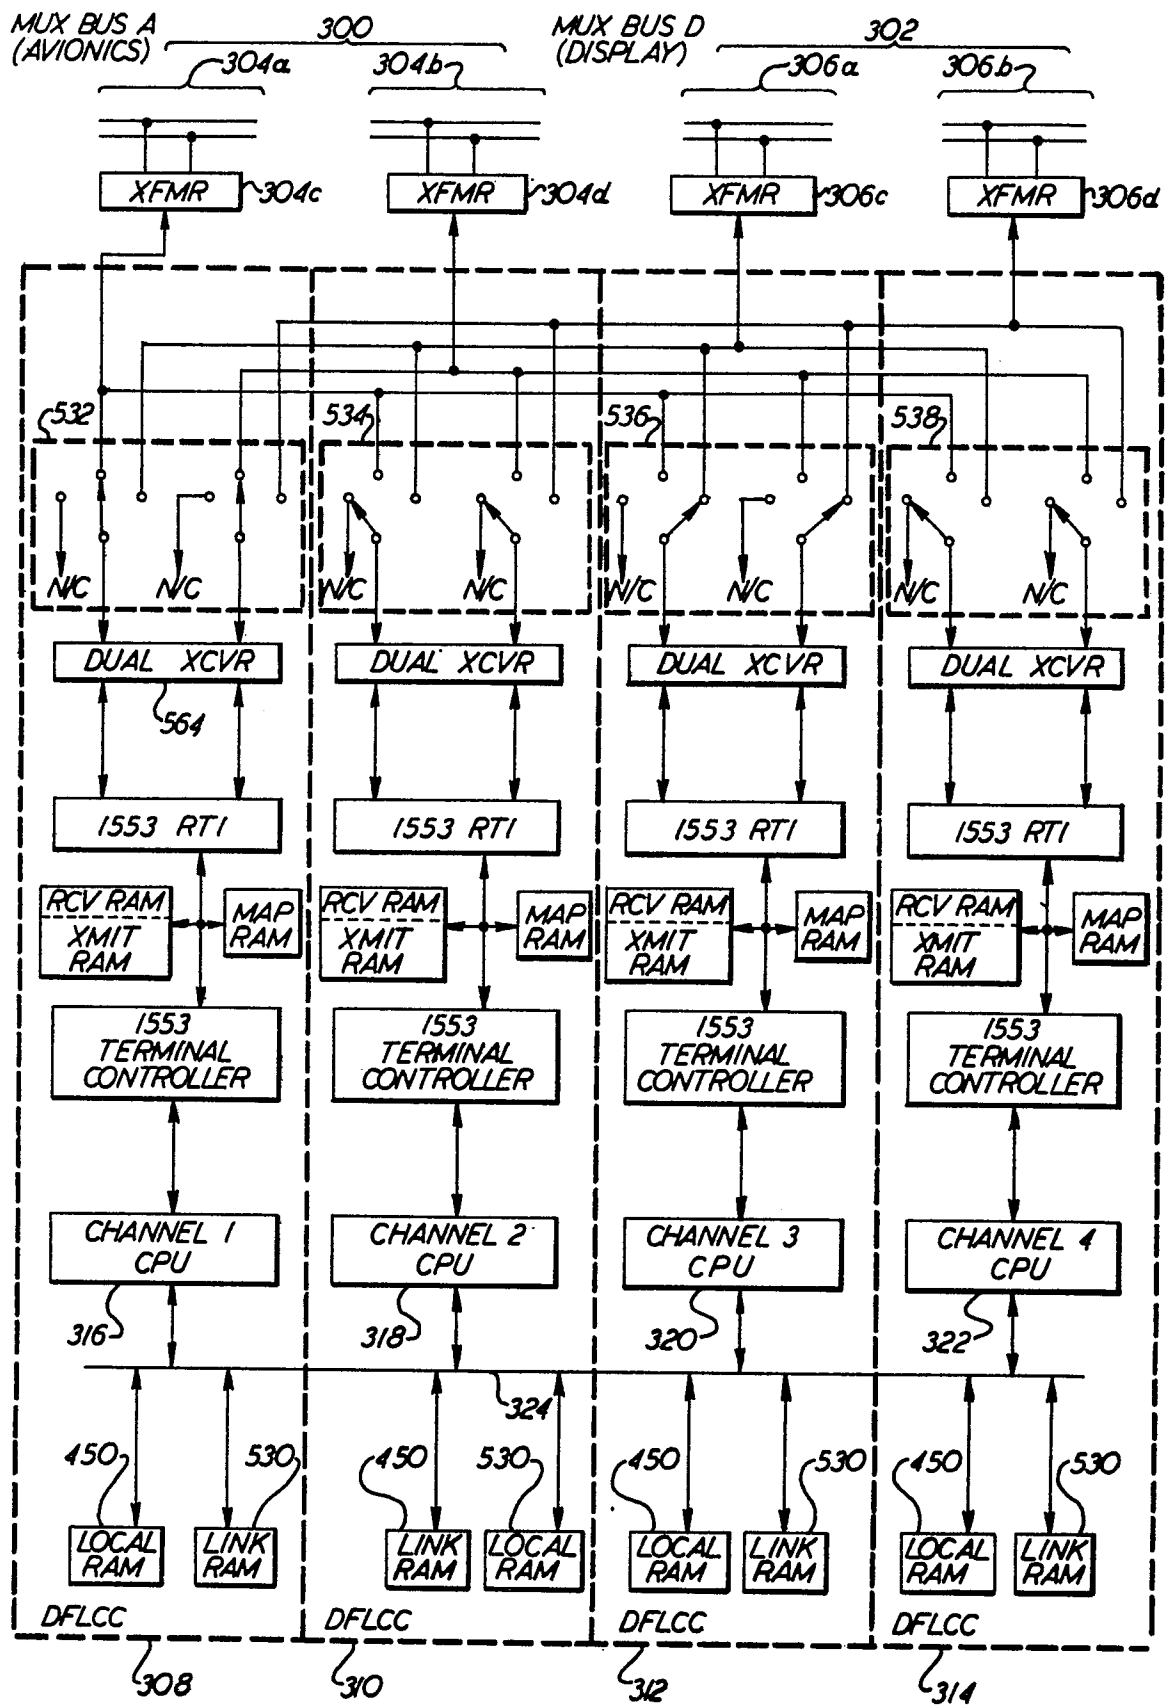 MUX BUS A
(AVIONICS)
300
MUX BUS D
(DISPLAY)
302
304a
304b
306a
306b
XFMR
304c
XFMR
304d
XFMR
306c
XFMR
306d
532
534
536
538
N/C
N/C
N/C
N/C
N/C
N/C
N/C
N/C
DUAL XCVR
DUAL XCVR
DUAL XCVR
DUAL XCVR
564
1553 RTI
1553 RTI
1553 RTI
1553 RTI
RCV RAM
XMIT
RAM
MAP
RAM
RCV RAM
XMIT
RAM
MAP
RAM
RCV RAM
XMIT
RAM
MAP
RAM
RCV RAM
XMIT
RAM
MAP
RAM
1553
TERMINAL
CONTROLLER
1553
TERMINAL
CONTROLLER
1553
TERMINAL
CONTROLLER
1553
TERMINAL
CONTROLLER
CHANNEL 1
CPU
CHANNEL 2
CPU
CHANNEL 3
CPU
CHANNEL 4
CPU
316
318
320
322
324
450
530
450
530
450
530
450
530
LOCAL
RAM
LINK
RAM
LINK
RAM
LOCAL
RAM
LOCAL
RAM
LINK
RAM
LOCAL
RAM
LINK
RAM
DFLCC
DFLCC
DFLCC
DFLCC
308
310
312
314